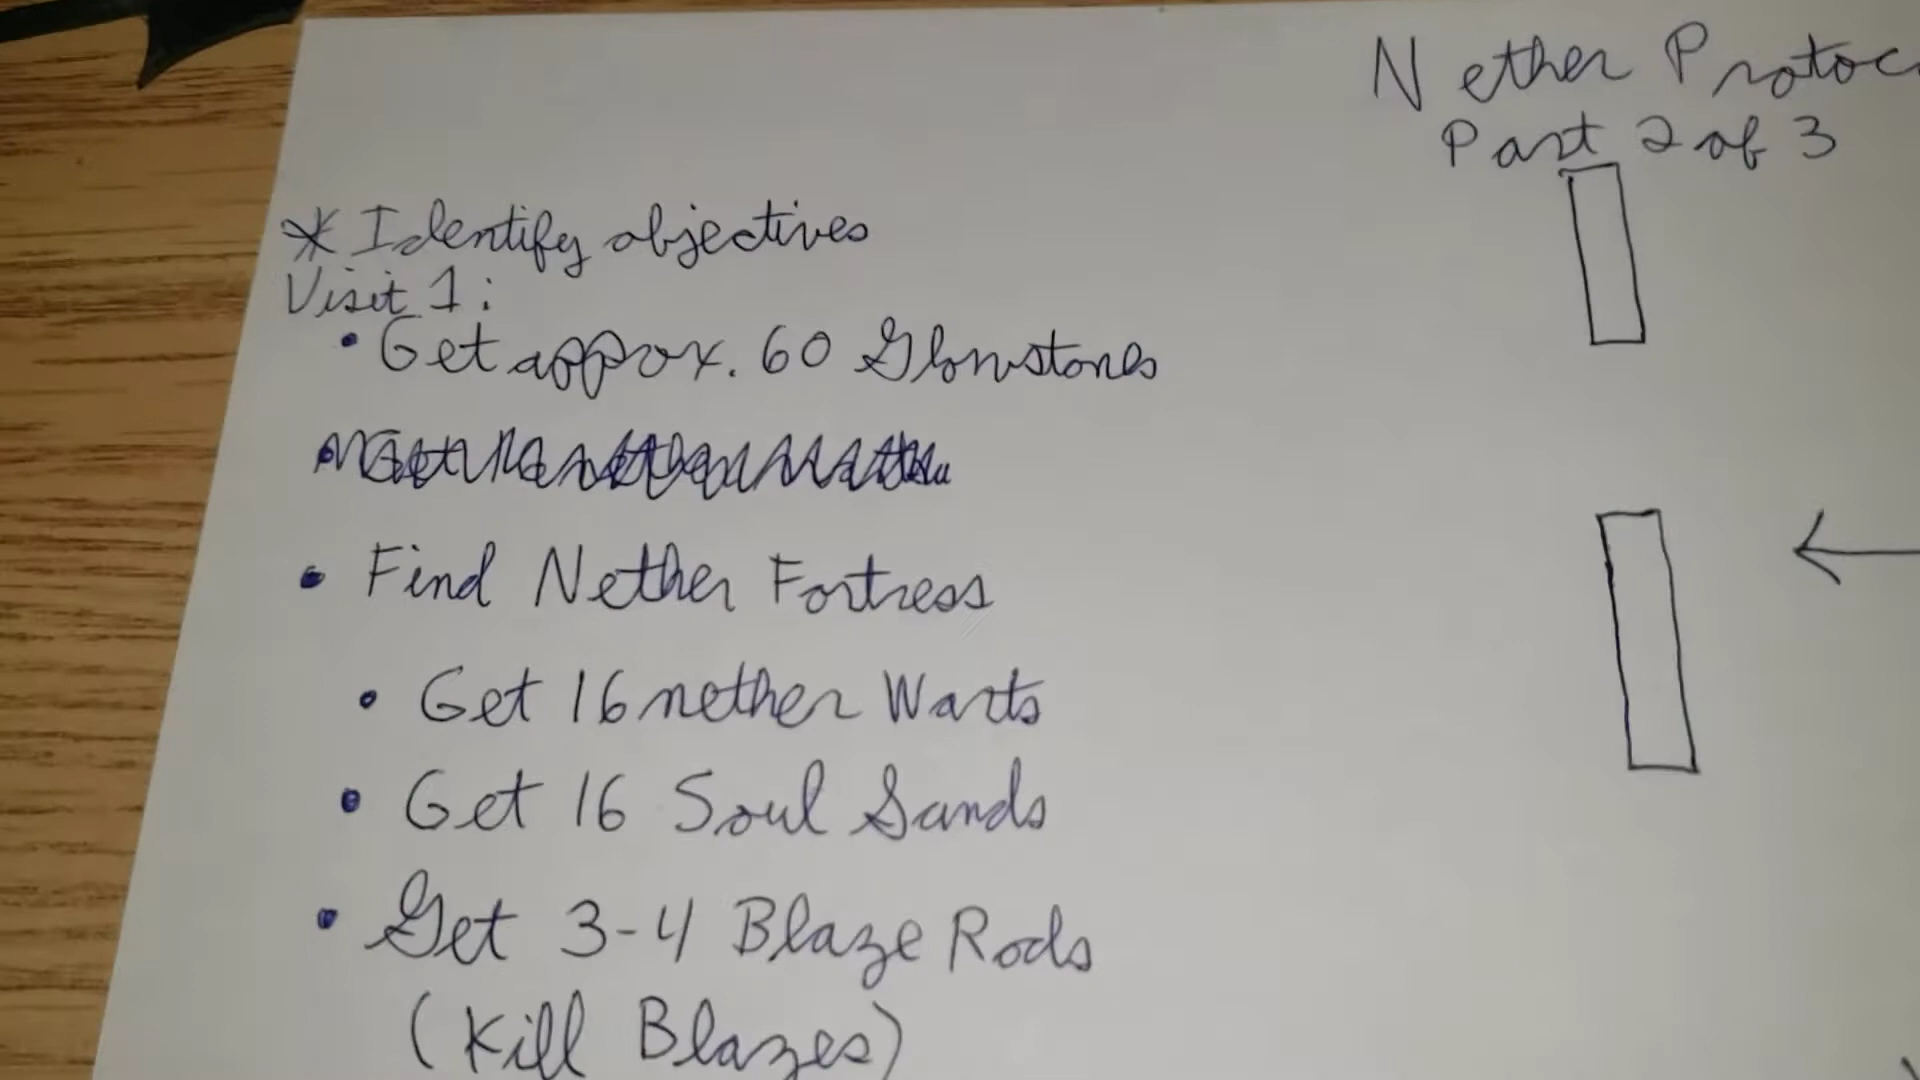 Nether Protoc
Part 2 of 3
* Identify objectives
Visit 1:
• Get appox. 60 Glowstones
• Find Nether Fortress
• Get 16 nether Warts
• Get 16 Soul Sands
• Get 3-4 Blaze Rods
(Kill Blazes)